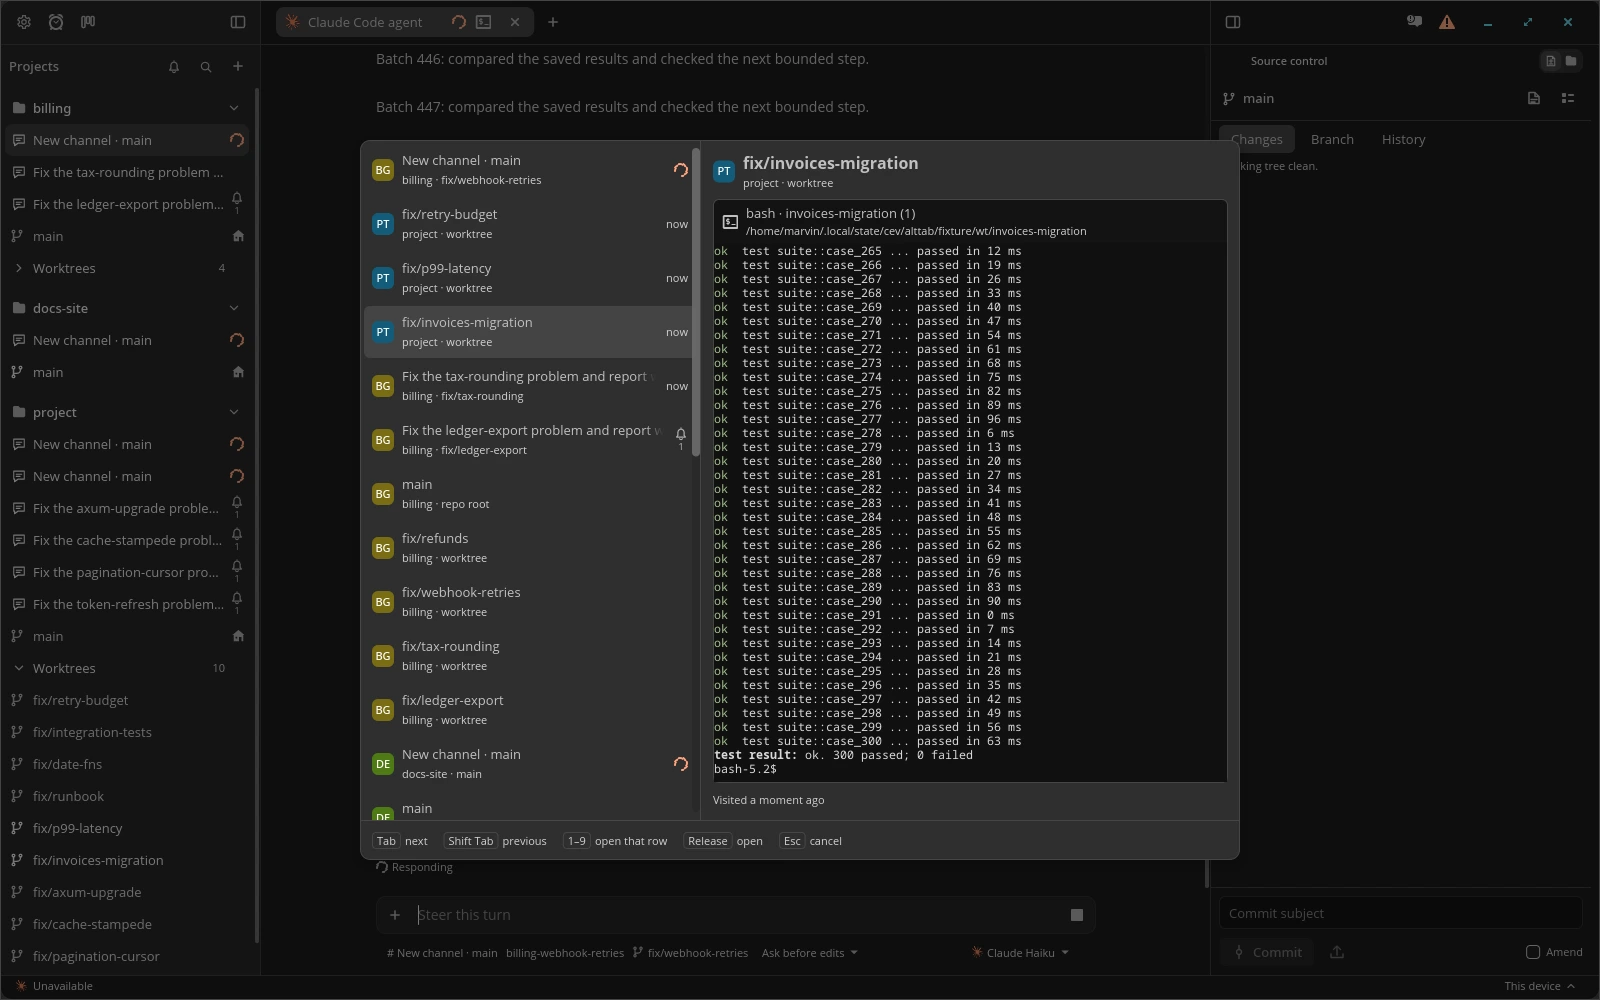 Claude Code agent
Projects
billing
New channel · main
Fix the tax-rounding problem ...
Fix the ledger-export problem...
1
main
Worktrees 4
docs-site
New channel · main
main
project
New channel · main
New channel · main
Fix the axum-upgrade proble...
1
Fix the cache-stampede probl...
1
Fix the pagination-cursor pro...
1
Fix the token-refresh problem...
1
main
Worktrees 10
fix/retry-budget
fix/integration-tests
fix/date-fns
fix/runbook
fix/p99-latency
fix/invoices-migration
fix/axum-upgrade
fix/cache-stampede
fix/pagination-cursor
Unavailable
Batch 446: compared the saved results and checked the next bounded step.
Batch 447: compared the saved results and checked the next bounded step.
BG New channel · main
billing · fix/webhook-retries
PT fix/retry-budget now
project · worktree
PT fix/p99-latency now
project · worktree
PT fix/invoices-migration now
project · worktree
BG Fix the tax-rounding problem and report now
billing · fix/tax-rounding
BG Fix the ledger-export problem and report
billing · fix/ledger-export 1
BG main
billing · repo root
BG fix/refunds
billing · worktree
BG fix/webhook-retries
billing · worktree
BG fix/tax-rounding
billing · worktree
BG fix/ledger-export
billing · worktree
DE New channel · main
docs-site · main
DE main
PT fix/invoices-migration
project · worktree
bash · invoices-migration (1)
/home/marvin/.local/state/cev/alttab/fixture/wt/invoices-migration
ok test suite::case_265 ... passed in 12 ms
ok test suite::case_266 ... passed in 19 ms
ok test suite::case_267 ... passed in 26 ms
ok test suite::case_268 ... passed in 33 ms
ok test suite::case_269 ... passed in 40 ms
ok test suite::case_270 ... passed in 47 ms
ok test suite::case_271 ... passed in 54 ms
ok test suite::case_272 ... passed in 61 ms
ok test suite::case_273 ... passed in 68 ms
ok test suite::case_274 ... passed in 75 ms
ok test suite::case_275 ... passed in 82 ms
ok test suite::case_276 ... passed in 89 ms
ok test suite::case_277 ... passed in 96 ms
ok test suite::case_278 ... passed in 6 ms
ok test suite::case_279 ... passed in 13 ms
ok test suite::case_280 ... passed in 20 ms
ok test suite::case_281 ... passed in 27 ms
ok test suite::case_282 ... passed in 34 ms
ok test suite::case_283 ... passed in 41 ms
ok test suite::case_284 ... passed in 48 ms
ok test suite::case_285 ... passed in 55 ms
ok test suite::case_286 ... passed in 62 ms
ok test suite::case_287 ... passed in 69 ms
ok test suite::case_288 ... passed in 76 ms
ok test suite::case_289 ... passed in 83 ms
ok test suite::case_290 ... passed in 90 ms
ok test suite::case_291 ... passed in 0 ms
ok test suite::case_292 ... passed in 7 ms
ok test suite::case_293 ... passed in 14 ms
ok test suite::case_294 ... passed in 21 ms
ok test suite::case_295 ... passed in 28 ms
ok test suite::case_296 ... passed in 35 ms
ok test suite::case_297 ... passed in 42 ms
ok test suite::case_298 ... passed in 49 ms
ok test suite::case_299 ... passed in 56 ms
ok test suite::case_300 ... passed in 63 ms
test result: ok. 300 passed; 0 failed
bash-5.2$
Visited a moment ago
Tab next Shift Tab previous 1–9 open that row Release open Esc cancel
Responding
Steer this turn
# New channel · main billing-webhook-retries fix/webhook-retries Ask before edits Claude Haiku
Source control
main
Changes Branch History
king tree clean.
Commit subject
Commit Amend
This device